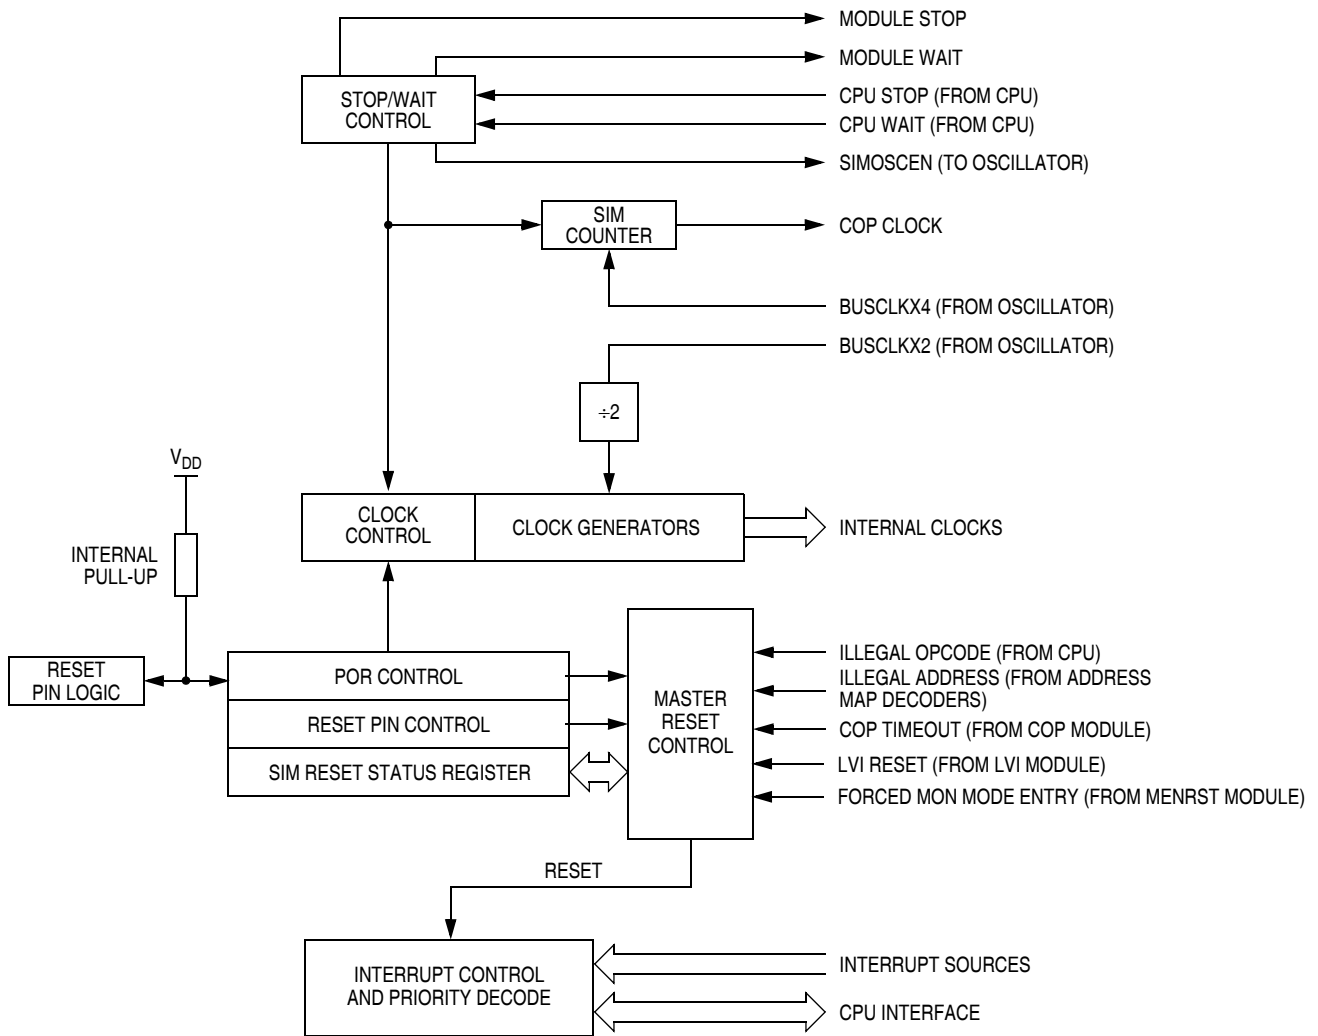 MODULE STOP
MODULE WAIT
STOP/WAIT
CONTROL
CPU STOP (FROM CPU)
CPU WAIT (FROM CPU)
SIMOSCEN (TO OSCILLATOR)
SIM
COUNTER
COP CLOCK
BUSCLKX4 (FROM OSCILLATOR)
BUSCLKX2 (FROM OSCILLATOR)
÷2
VDD
INTERNAL
PULL-UP
CLOCK
CONTROL
CLOCK GENERATORS
INTERNAL CLOCKS
RESET
PIN LOGIC
POR CONTROL
RESET PIN CONTROL
SIM RESET STATUS REGISTER
MASTER
RESET
CONTROL
ILLEGAL OPCODE (FROM CPU)
ILLEGAL ADDRESS (FROM ADDRESS
MAP DECODERS)
COP TIMEOUT (FROM COP MODULE)
LVI RESET (FROM LVI MODULE)
FORCED MON MODE ENTRY (FROM MENRST MODULE)
RESET
INTERRUPT CONTROL
AND PRIORITY DECODE
INTERRUPT SOURCES
CPU INTERFACE